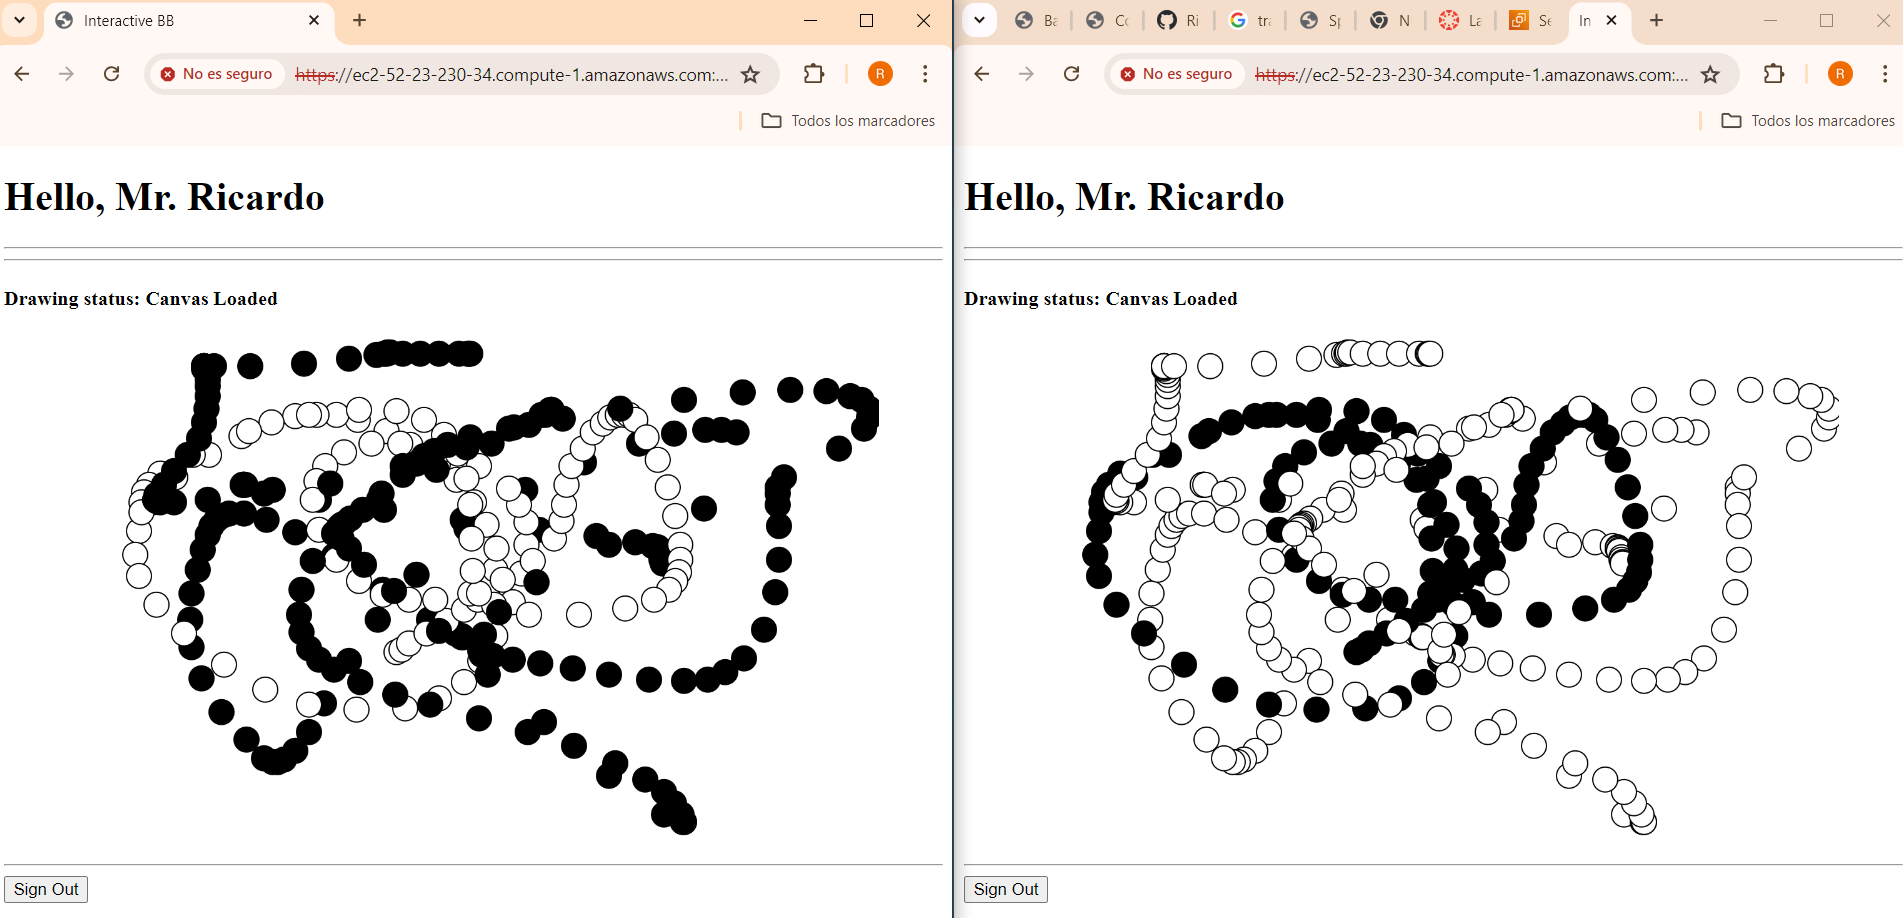 Interactive BB
No es seguro
https://ec2-52-23-230-34.compute-1.amazonaws.com:...
R
Todos los marcadores
Hello, Mr. Ricardo
Drawing status: Canvas Loaded
Sign Out
Ba
Co
Ri
tra
Sp
N
La
Se
In
No es seguro
https://ec2-52-23-230-34.compute-1.amazonaws.com:...
R
Todos los marcadores
Hello, Mr. Ricardo
Drawing status: Canvas Loaded
Sign Out